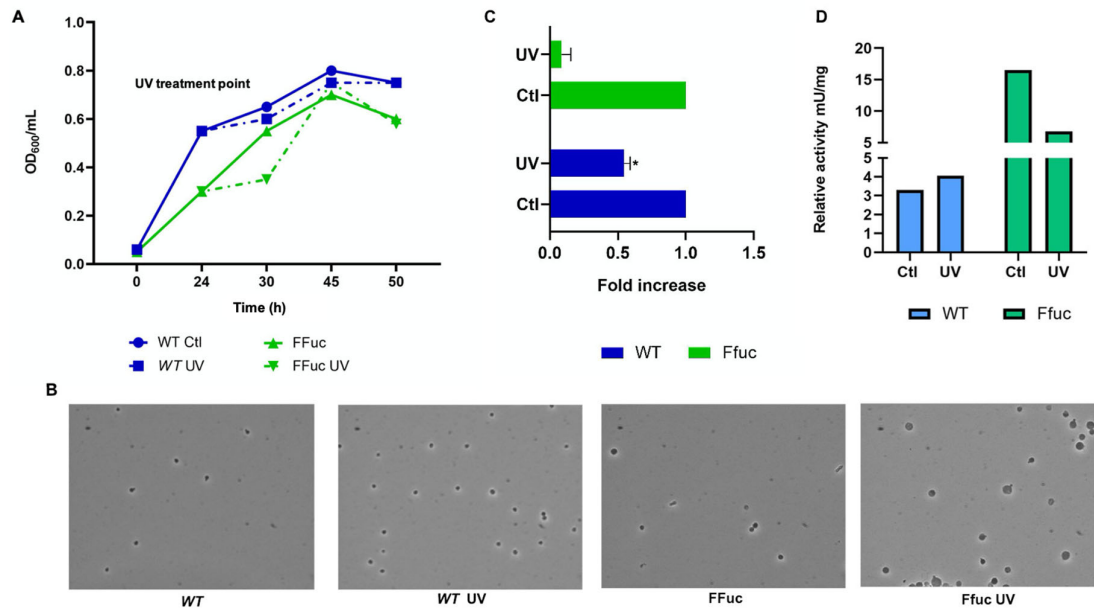 A
1.0
0.8
0.6
0.4
0.2
0.0
OD600/mL
UV treatment point
0 24 30 45 50
Time (h)
WT Ctl
FFuc
WT UV
FFuc UV
C
UV
Ctl
UV
*
Ctl
0.0 0.5 1.0 1.5
Fold increase
WT Ffuc
D
20
15
10
5
5
4
3
2
1
0
Relative activity mU/mg
Ctl UV Ctl UV
WT Ffuc
B
WT
WT UV
FFuc
Ffuc UV